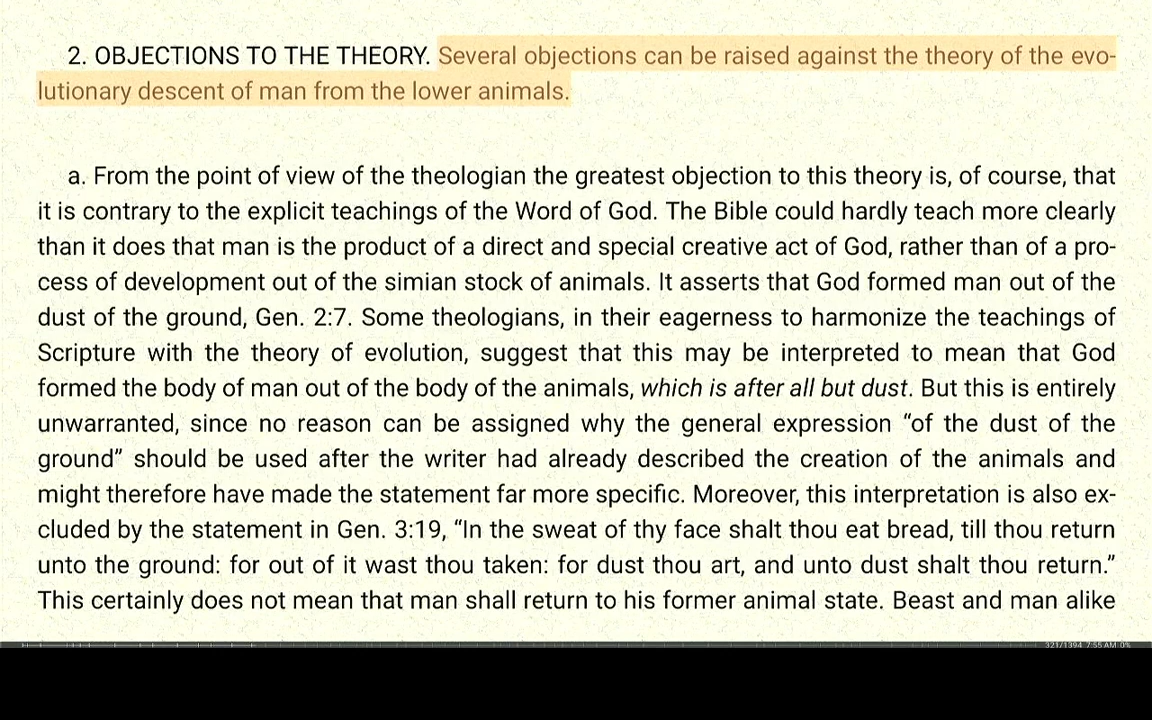 2. OBJECTIONS TO THE THEORY. Several objections can be raised against the theory of the evo-
lutionary descent of man from the lower animals.
a. From the point of view of the theologian the greatest objection to this theory is, of course, that
it is contrary to the explicit teachings of the Word of God. The Bible could hardly teach more clearly
than it does that man is the product of a direct and special creative act of God, rather than of a pro-
cess of development out of the simian stock of animals. It asserts that God formed man out of the
dust of the ground, Gen. 2:7. Some theologians, in their eagerness to harmonize the teachings of
Scripture with the theory of evolution, suggest that this may be interpreted to mean that God
formed the body of man out of the body of the animals, which is after all but dust. But this is entirely
unwarranted, since no reason can be assigned why the general expression “of the dust of the
ground” should be used after the writer had already described the creation of the animals and
might therefore have made the statement far more specific. Moreover, this interpretation is also ex-
cluded by the statement in Gen. 3:19, “In the sweat of thy face shalt thou eat bread, till thou return
unto the ground: for out of it wast thou taken: for dust thou art, and unto dust shalt thou return.”
This certainly does not mean that man shall return to his former animal state. Beast and man alike
321/1394 7:55 AM 0%